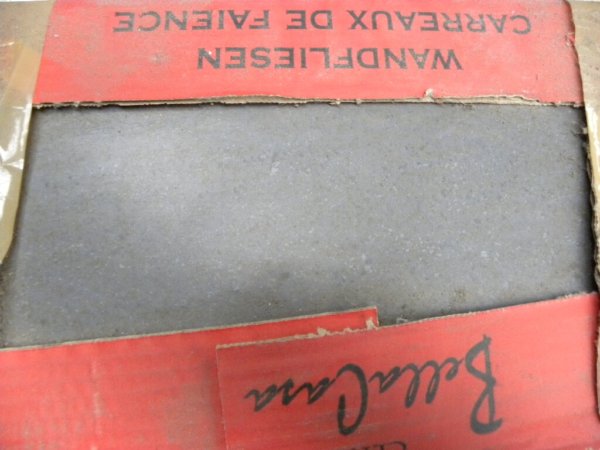 BellaCasa
WANDFLIESEN
CARREAUX DE FAIENCE